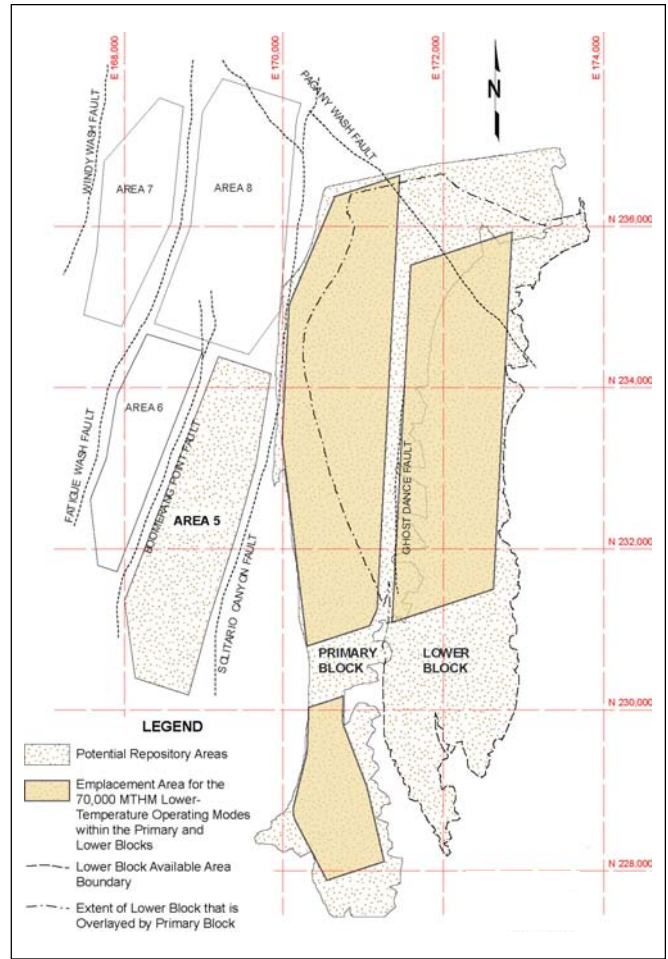 E 168,000
E 170,000
E 172,000
E 174,000
WINDY WASH FAULT
PAGANY WASH FAULT
N
AREA 7
AREA 8
N 236,000
N 234,000
AREA 6
FATIGUE WASH FAULT
BOOMERANG POINT FAULT
AREA 5
SOLITARIO CANYON FAULT
GHOST DANCE FAULT
N 232,000
PRIMARY
BLOCK
LOWER
BLOCK
N 230,000
N 228,000
LEGEND
Potential Repository Areas
Emplacement Area for the
70,000 MTHM Lower-
Temperature Operating Modes
within the Primary and
Lower Blocks
Lower Block Available Area
Boundary
Extent of Lower Block that is
Overlayed by Primary Block